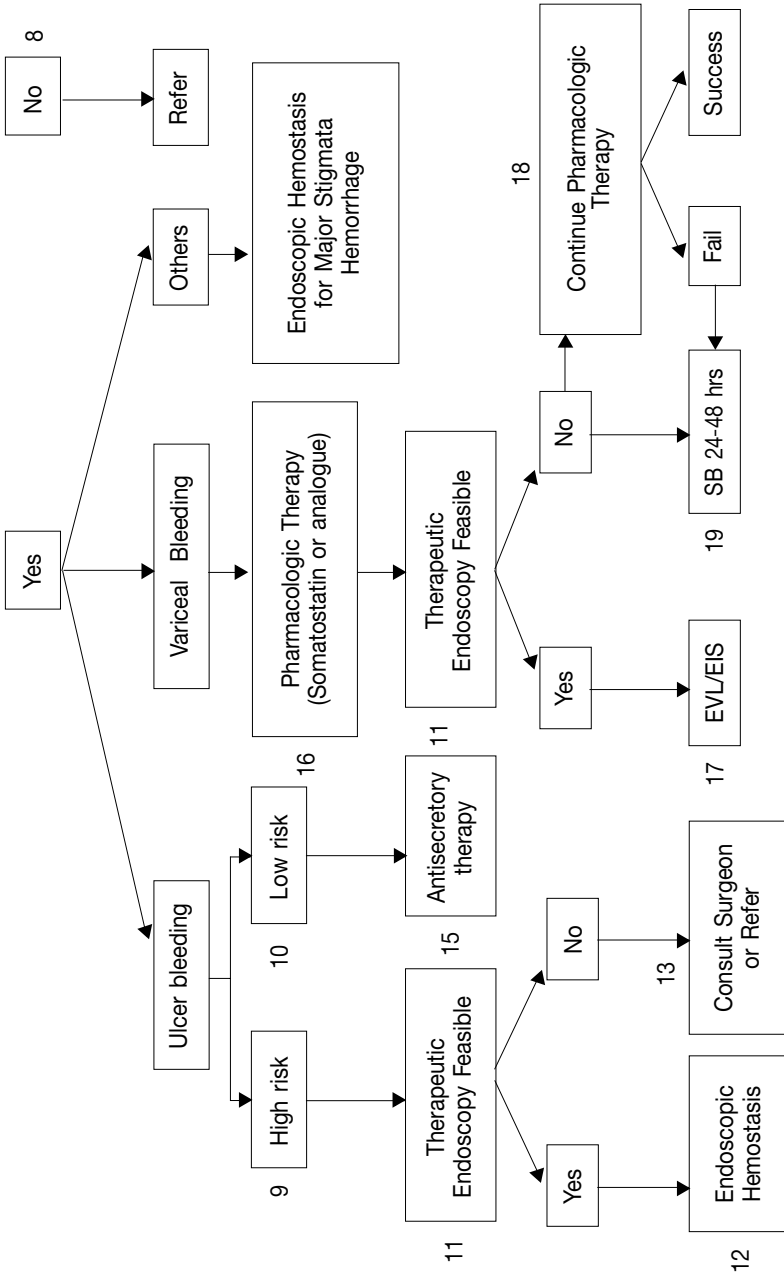 Yes
No
8
Ulcer bleeding
Variceal Bleeding
Others
Refer
High risk
9
Low risk
10
Pharmacologic Therapy
(Somatostatin or analogue)
16
Endoscopic Hemostasis
for Major Stigmata
Hemorrhage
Therapeutic
Endoscopy Feasible
11
Antisecretory
therapy
15
Therapeutic
Endoscopy Feasible
11
Yes
No
Yes
No
Continue Pharmacologic
Therapy
18
Endoscopic
Hemostasis
12
Consult Surgeon
or Refer
13
EVL/EIS
17
SB 24-48 hrs
19
Fail
Success